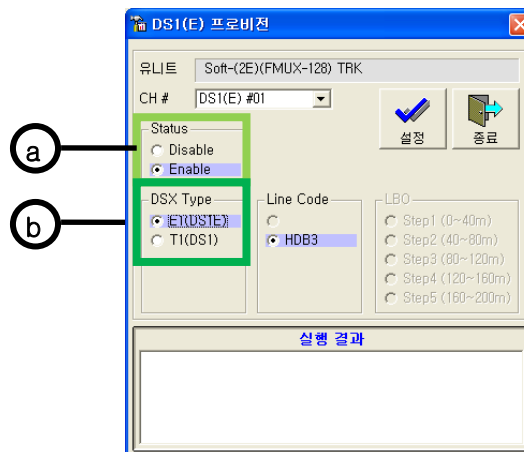 DS1(E) 프로비전
유니트 Soft-(2E)(FMUX-128) TRK
CH # DS1(E) #01
설정
종료
a
Status
Disable
Enable
b
DSX Type
E1(DS1E)
T1(DS1)
Line Code
HDB3
LBO
Step1 (0~40m)
Step2 (40~80m)
Step3 (80~120m)
Step4 (120~160m)
Step5 (160~200m)
실행 결과